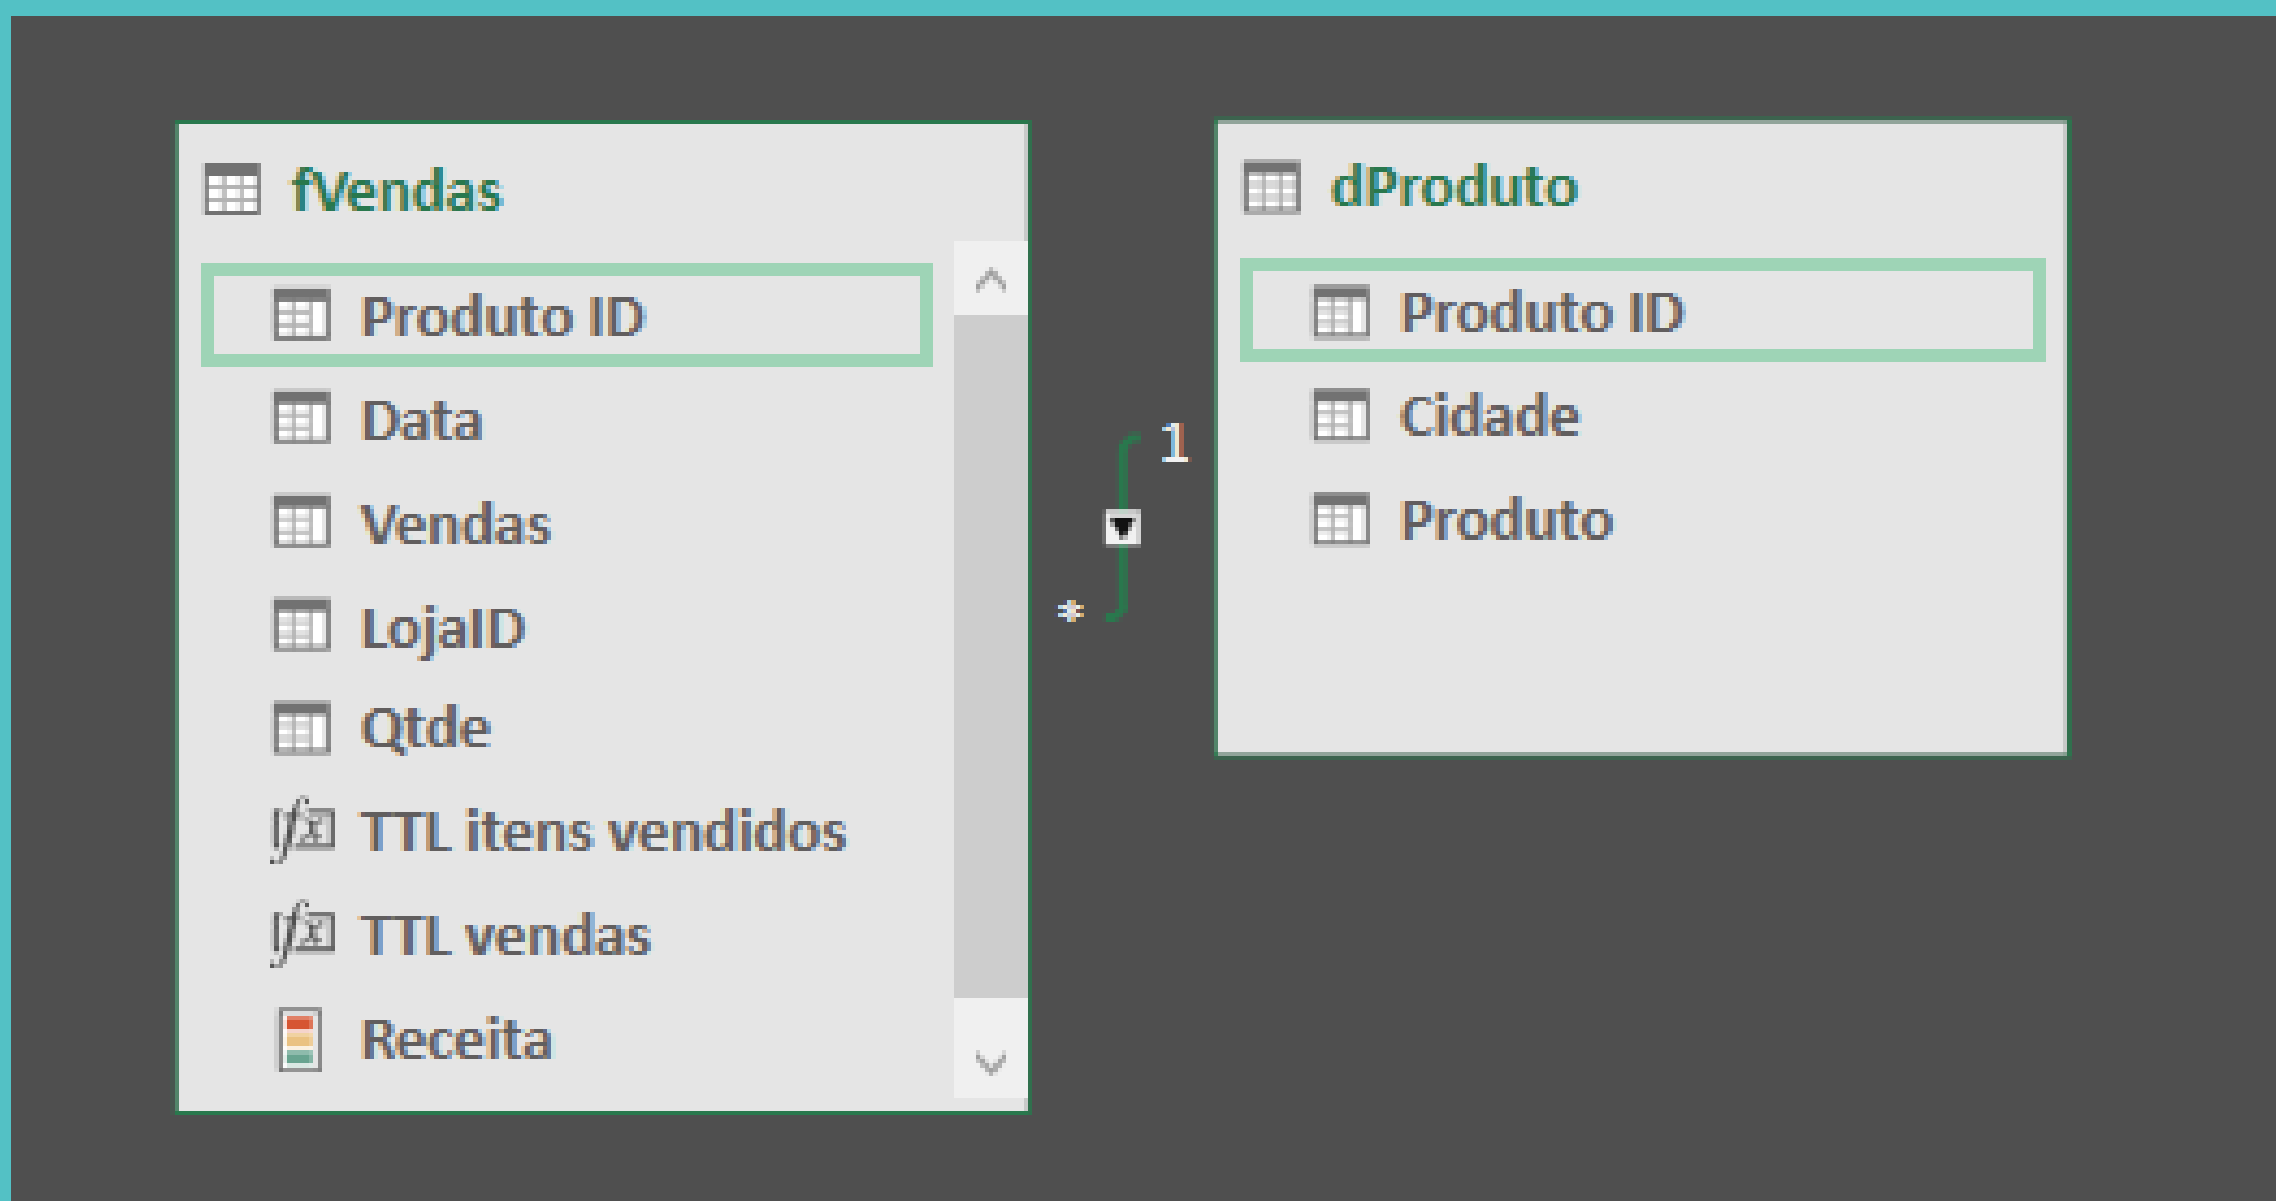 fVendas
Produto ID
Data
Vendas
LojaID
Qtde
TTL itens vendidos
TTL vendas
Receita
1
*
dProduto
Produto ID
Cidade
Produto